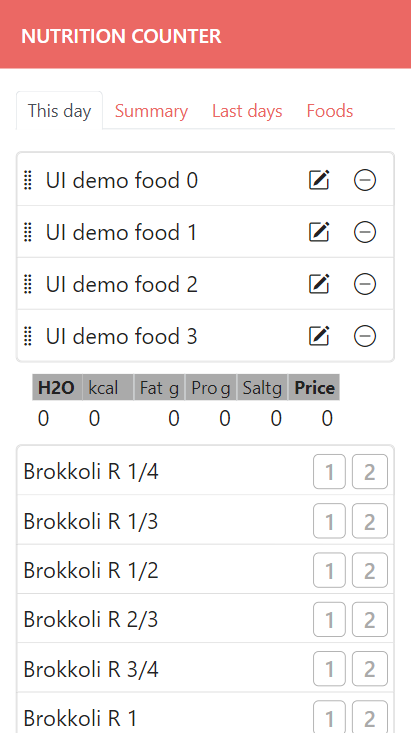 NUTRITION COUNTER
This day Summary Last days Foods
UI demo food 0
UI demo food 1
UI demo food 2
UI demo food 3
H2O kcal Fat g Pro g Salt g Price
0 0 0 0 0 0
Brokkoli R 1/4 1 2
Brokkoli R 1/3 1 2
Brokkoli R 1/2 1 2
Brokkoli R 2/3 1 2
Brokkoli R 3/4 1 2
Brokkoli R 1 1 2